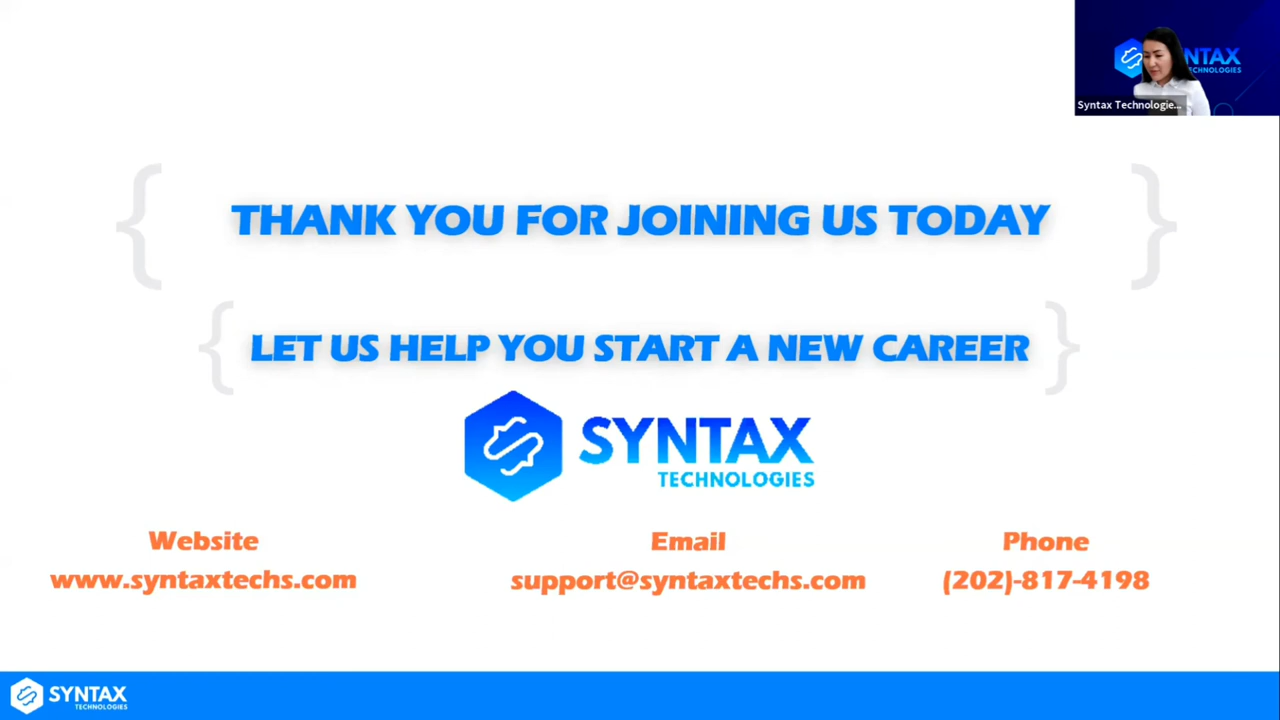 NTAX
TECHNOLOGIES
Syntax Technologie...
THANK YOU FOR JOINING US TODAY
LET US HELP YOU START A NEW CAREER
SYNTAX
TECHNOLOGIES
Website
Email
Phone
www.syntaxtechs.com
support@syntaxtechs.com
(202)-817-4198
SYNTAX
TECHNOLOGIES